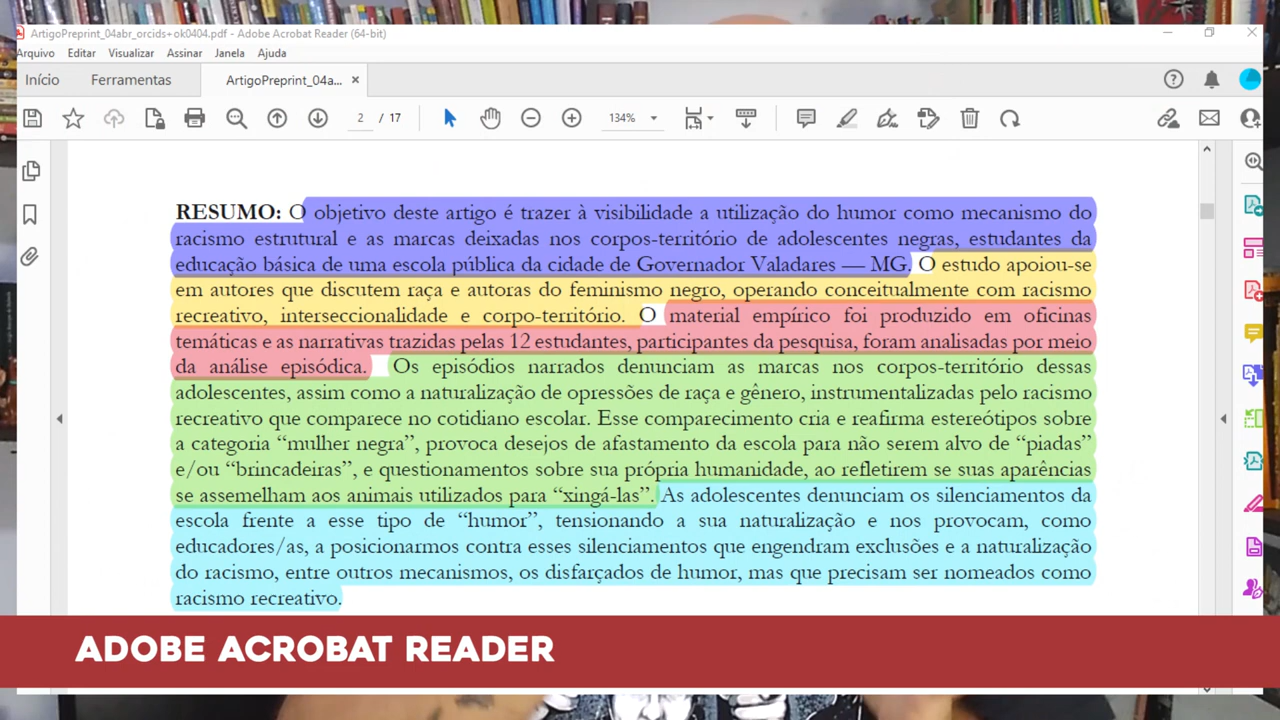 ArtigoPreprint_04abr_orcids+ok0404.pdf - Adobe Acrobat Reader (64-bit)
Arquivo Editar Visualizar Assinar Janela Ajuda
Início Ferramentas ArtigoPreprint_04a... ×
2 / 17 134%
RESUMO: O objetivo deste artigo é trazer à visibilidade a utilização do humor como mecanismo do
racismo estrutural e as marcas deixadas nos corpos-território de adolescentes negras, estudantes da
educação básica de uma escola pública da cidade de Governador Valadares — MG. O estudo apoiou-se
em autores que discutem raça e autoras do feminismo negro, operando conceitualmente com racismo
recreativo, interseccionalidade e corpo-território. O material empírico foi produzido em oficinas
temáticas e as narrativas trazidas pelas 12 estudantes, participantes da pesquisa, foram analisadas por meio
da análise episódica. Os episódios narrados denunciam as marcas nos corpos-território dessas
adolescentes, assim como a naturalização de opressões de raça e gênero, instrumentalizadas pelo racismo
recreativo que comparece no cotidiano escolar. Esse comparecimento cria e reafirma estereótipos sobre
a categoria “mulher negra”, provoca desejos de afastamento da escola para não serem alvo de “piadas”
e/ou “brincadeiras”, e questionamentos sobre sua própria humanidade, ao refletirem se suas aparências
se assemelham aos animais utilizados para “xingá-las”. As adolescentes denunciam os silenciamentos da
escola frente a esse tipo de “humor”, tensionando a sua naturalização e nos provocam, como
educadores/as, a posicionarmos contra esses silenciamentos que engendram exclusões e a naturalização
do racismo, entre outros mecanismos, os disfarçados de humor, mas que precisam ser nomeados como
racismo recreativo.
ADOBE ACROBAT READER